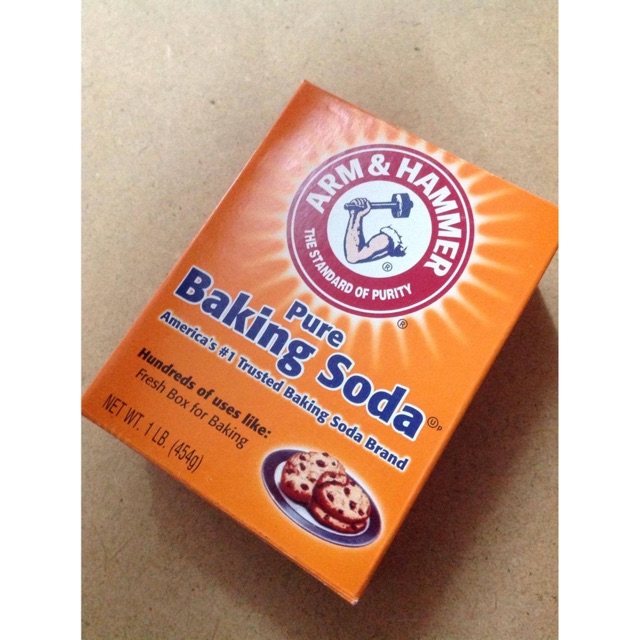 ARM & HAMMER
®
THE STANDARD OF PURITY
®
Pure
Baking Soda
ⓊP
America's #1 Trusted Baking Soda Brand
Hundreds of uses like:
Fresh Box for Baking
NET WT. 1 LB. (454g)